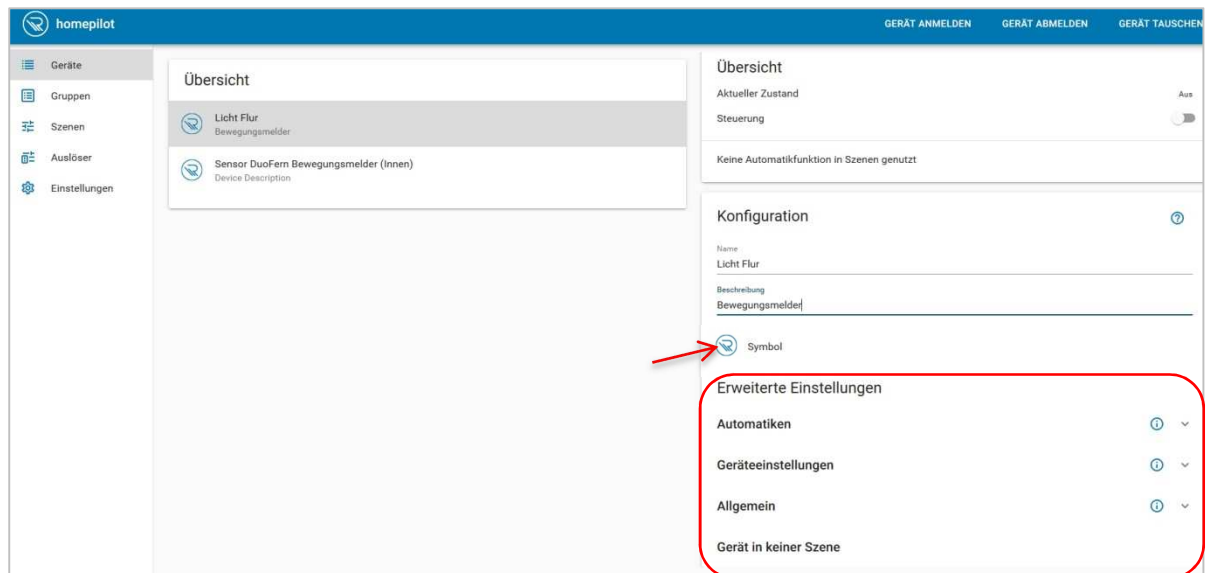 homepilot
GERÄT ANMELDEN GERÄT ABMELDEN GERÄT TAUSCHEN
Geräte
Gruppen
Szenen
Auslöser
Einstellungen
Übersicht
Licht Flur
Bewegungsmelder
Sensor DuoFern Bewegungsmelder (Innen)
Device Description
Übersicht
Aktueller Zustand Aus
Steuerung
Keine Automatikfunktion in Szenen genutzt
Konfiguration
Name
Licht Flur
Beschreibung
Bewegungsmelder
Symbol
Erweiterte Einstellungen
Automatiken
Geräteeinstellungen
Allgemein
Gerät in keiner Szene